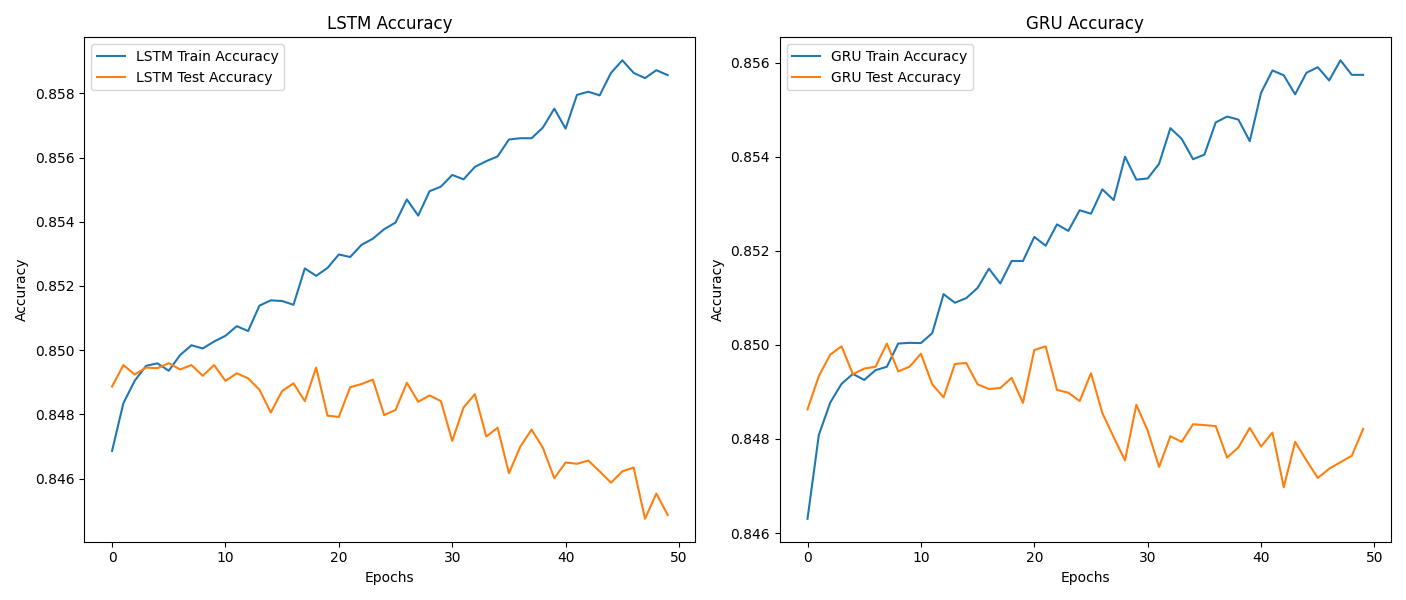 LSTM Accuracy
LSTM Train Accuracy
LSTM Test Accuracy
0.858
0.856
0.854
0.852
0.850
0.848
0.846
Accuracy
0 10 20 30 40 50
Epochs
GRU Accuracy
GRU Train Accuracy
GRU Test Accuracy
0.856
0.854
0.852
0.850
0.848
0.846
Accuracy
0 10 20 30 40 50
Epochs